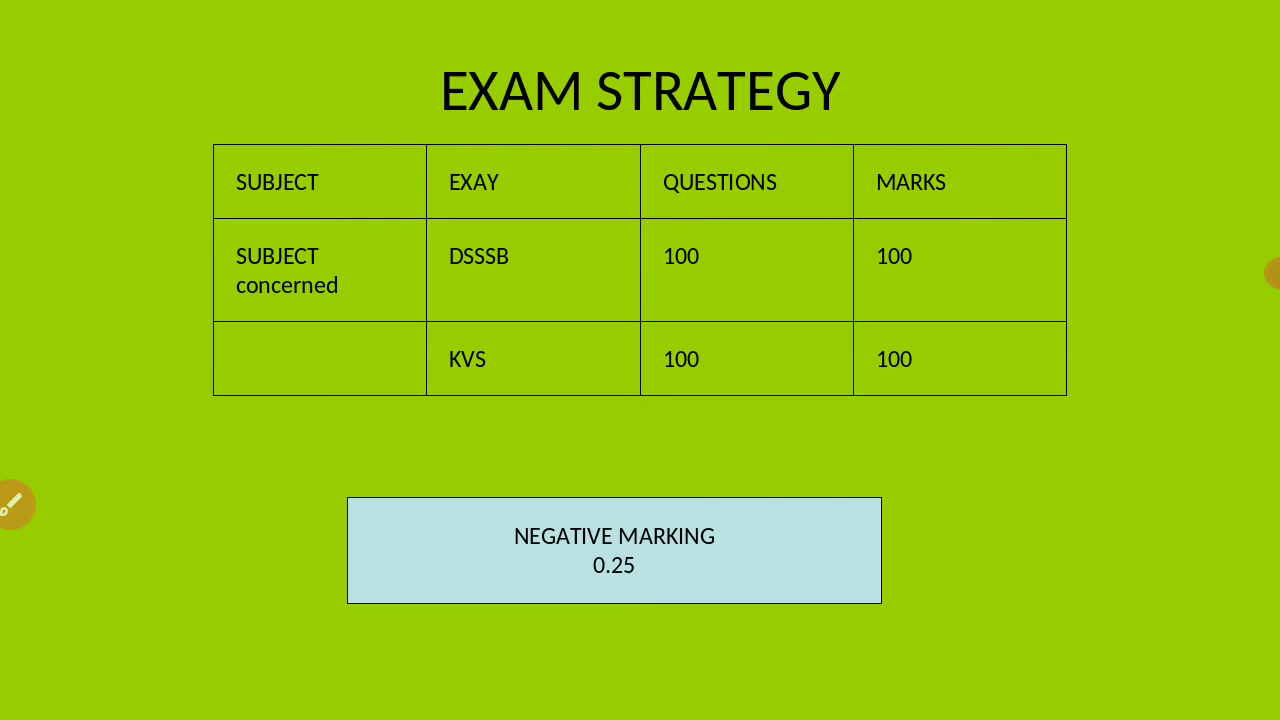 EXAM STRATEGY
SUBJECT EXAY QUESTIONS MARKS
SUBJECT DSSSB 100 100
concerned
KVS 100 100
NEGATIVE MARKING
0.25